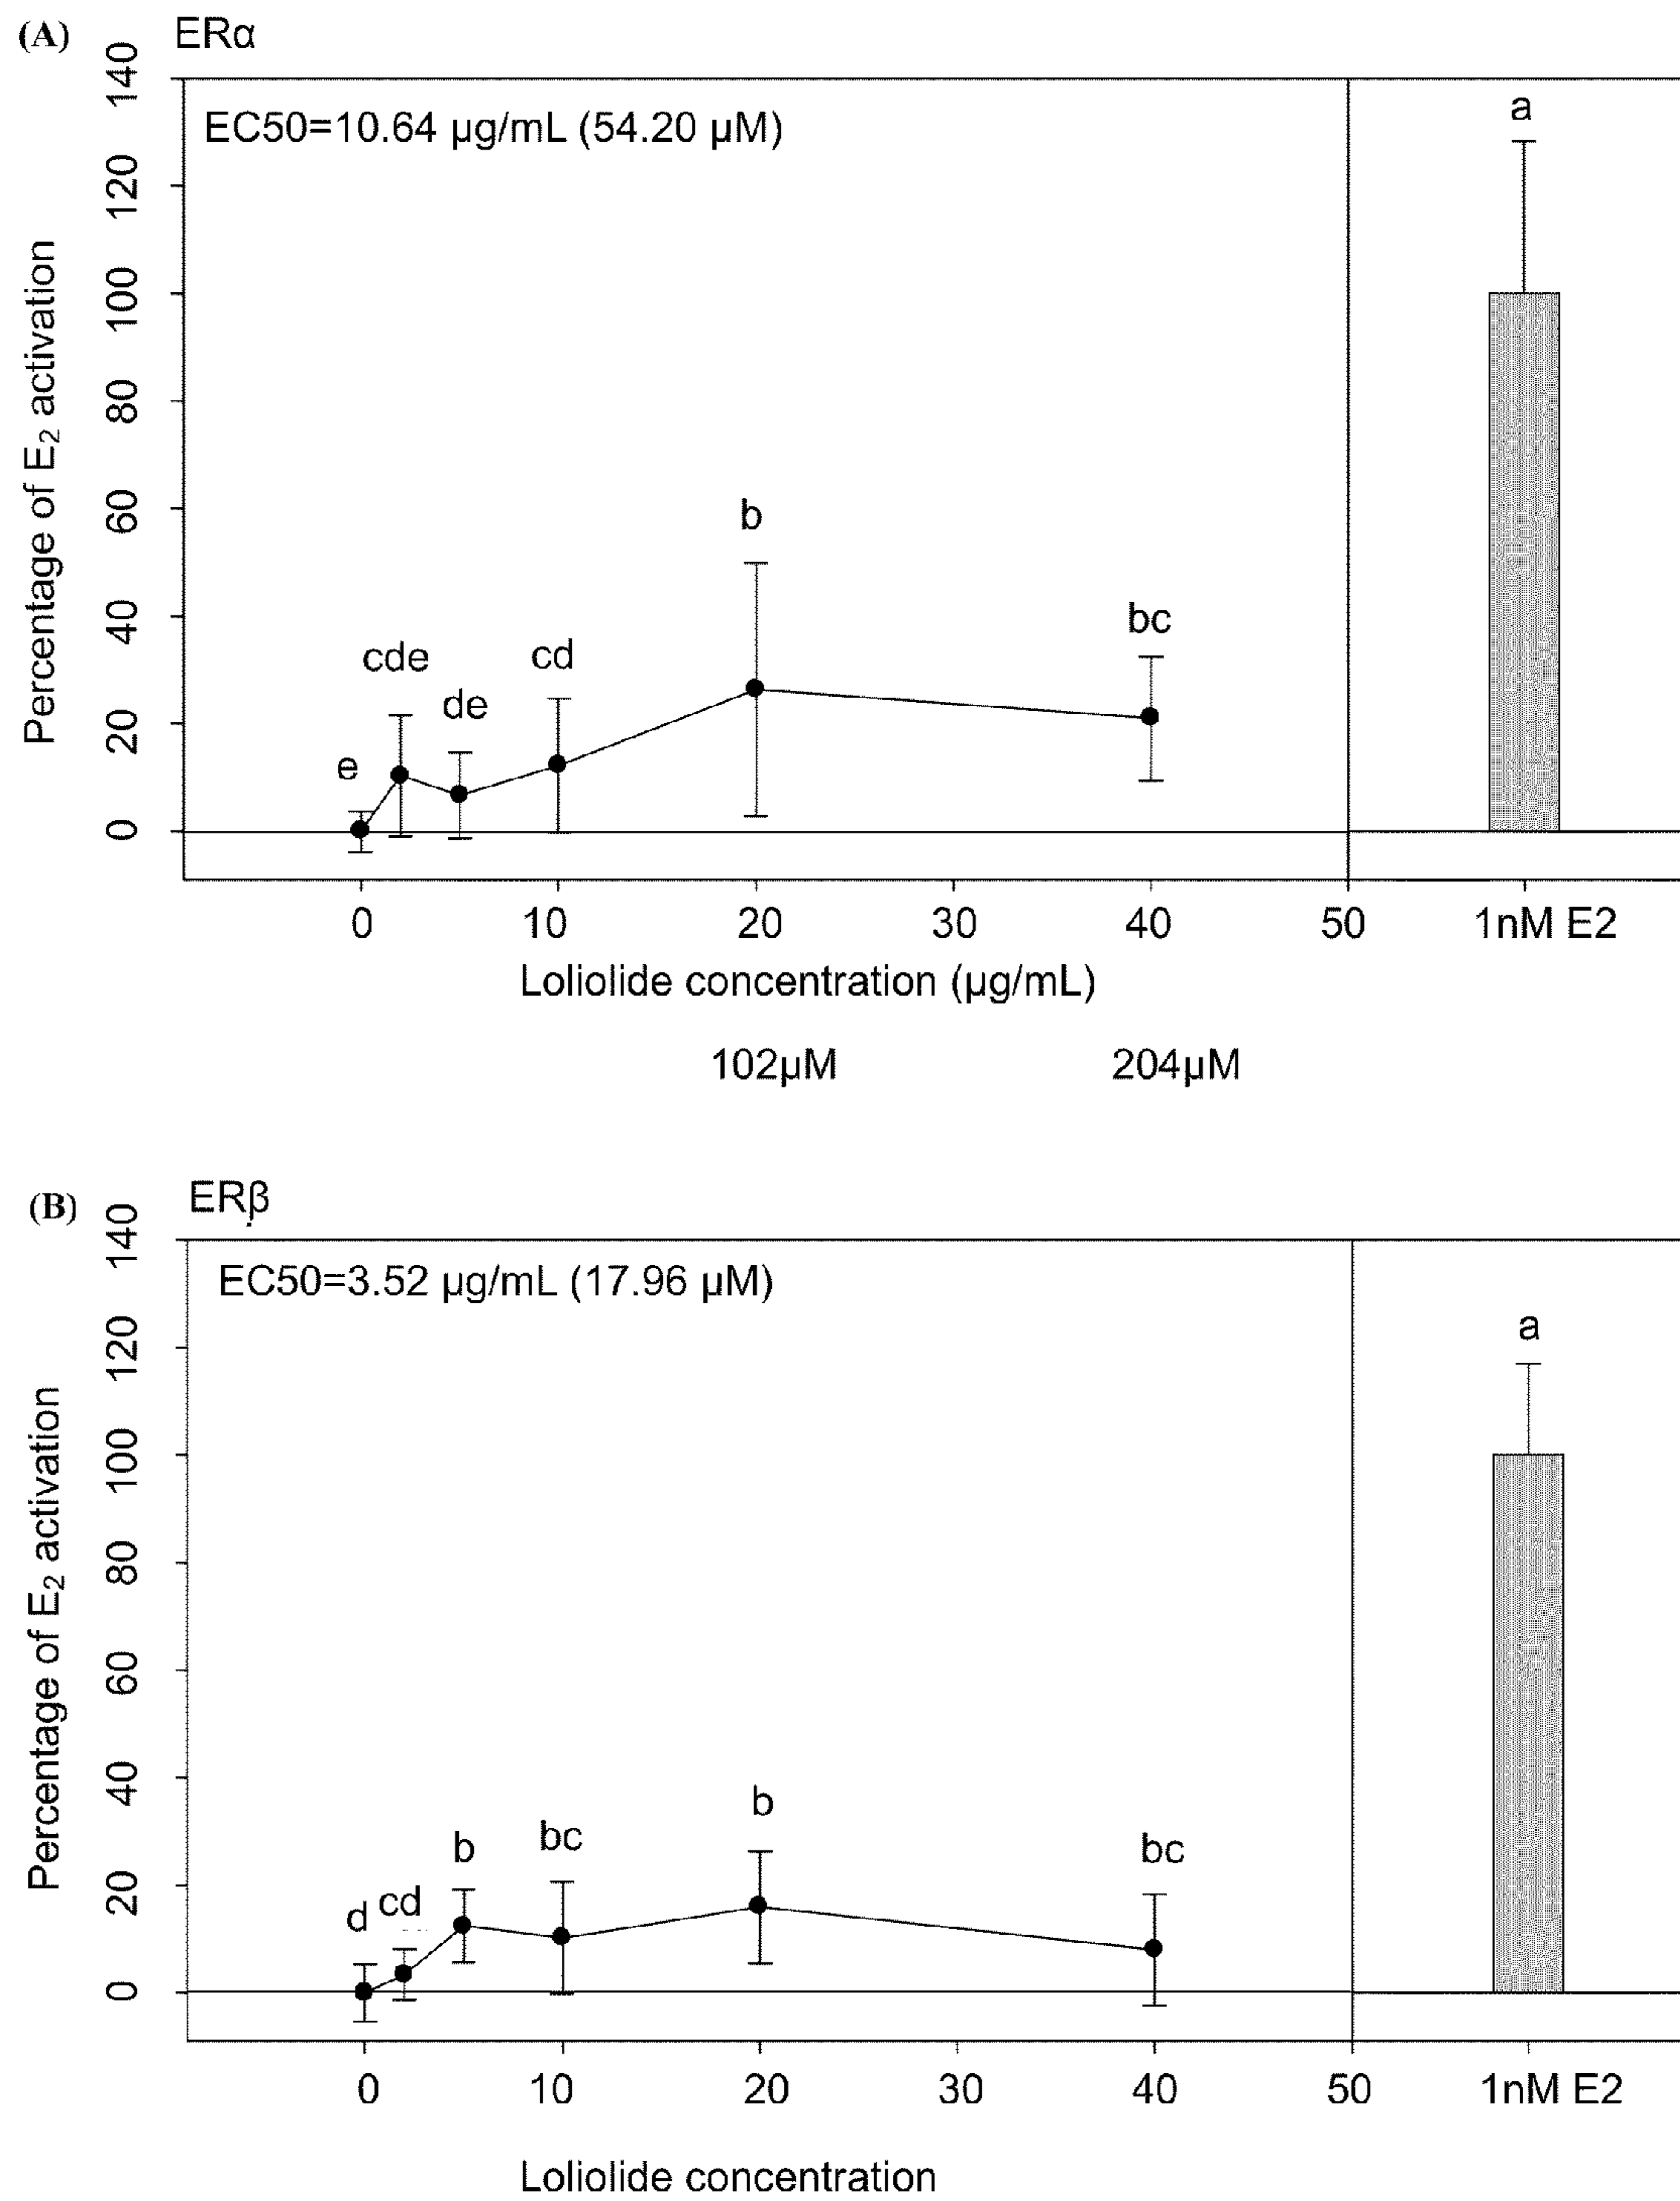 (A) ERα
140
EC50=10.64 µg/mL (54.20 µM)
a
120
100
80
60
40
20
0
Percentage of E2 activation
e
cde
de
cd
b
bc
0 10 20 30 40 50 1nM E2
Loliolide concentration (µg/mL)
102µM 204µM
(B) ERβ
140
EC50=3.52 µg/mL (17.96 µM)
a
120
100
80
60
40
20
0
Percentage of E2 activation
d
cd
b
bc
b
bc
0 10 20 30 40 50 1nM E2
Loliolide concentration